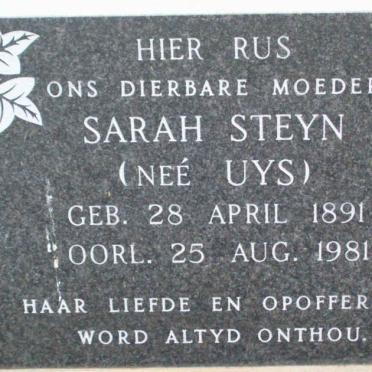 HIER RUS
ONS DIERBARE MOEDER
SARAH STEYN
(NEÉ UYS)
GEB. 28 APRIL 1891
OORL. 25 AUG. 1981
HAAR LIEFDE EN OPOFFER
WORD ALTYD ONTHOU.